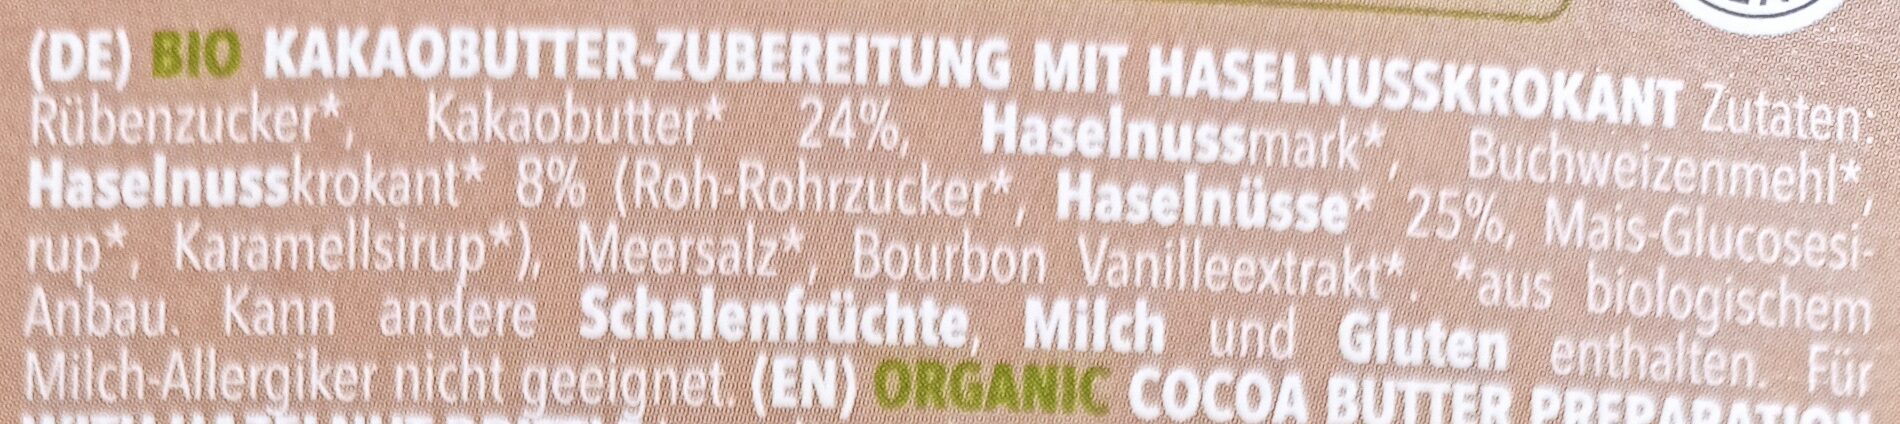 (DE) BIO KAKAOBUTTER-ZUBEREITUNG MIT HASELNUSSKROKANT Zutaten:
Rübenzucker*, Kakaobutter* 24%, Haselnussmark*, Buchweizenmehl*,
Haselnusskrokant* 8% (Roh-Rohrzucker*, Haselnüsse* 25%, Mais-Glucosesi-
rup*, Karamellsirup*), Meersalz*, Bourbon Vanilleextrakt*. *aus biologischem
Anbau. Kann andere Schalenfrüchte, Milch und Gluten enthalten. Für
Milch-Allergiker nicht geeignet. (EN) ORGANIC COCOA BUTTER PREPARATION